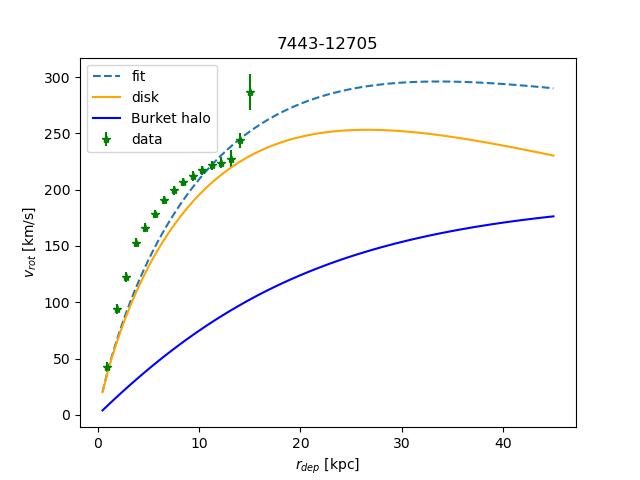 7443-12705
fit
disk
Burket halo
data
300
250
200
150
100
50
0
v_rot [km/s]
0 10 20 30 40
r_dep [kpc]